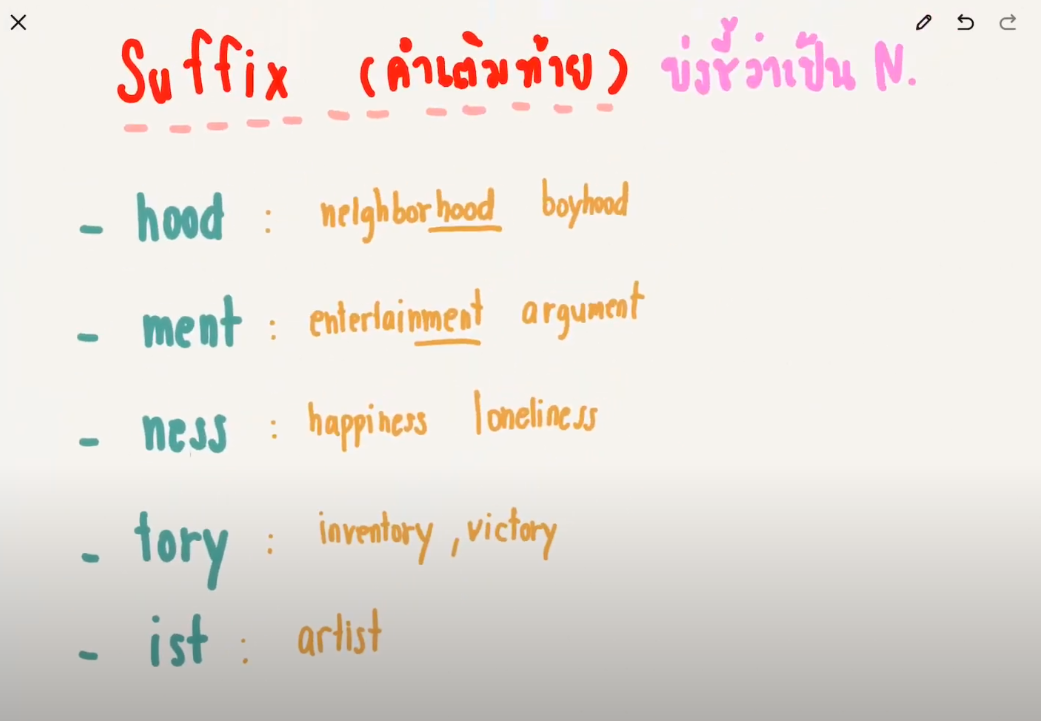 Suffix (คำเติมท้าย) บ่งชี้ว่าเป็น N.
- hood : neighborhood boyhood
- ment : entertainment argument
- ness : happiness loneliness
- tory : inventory , victory
- ist : artist